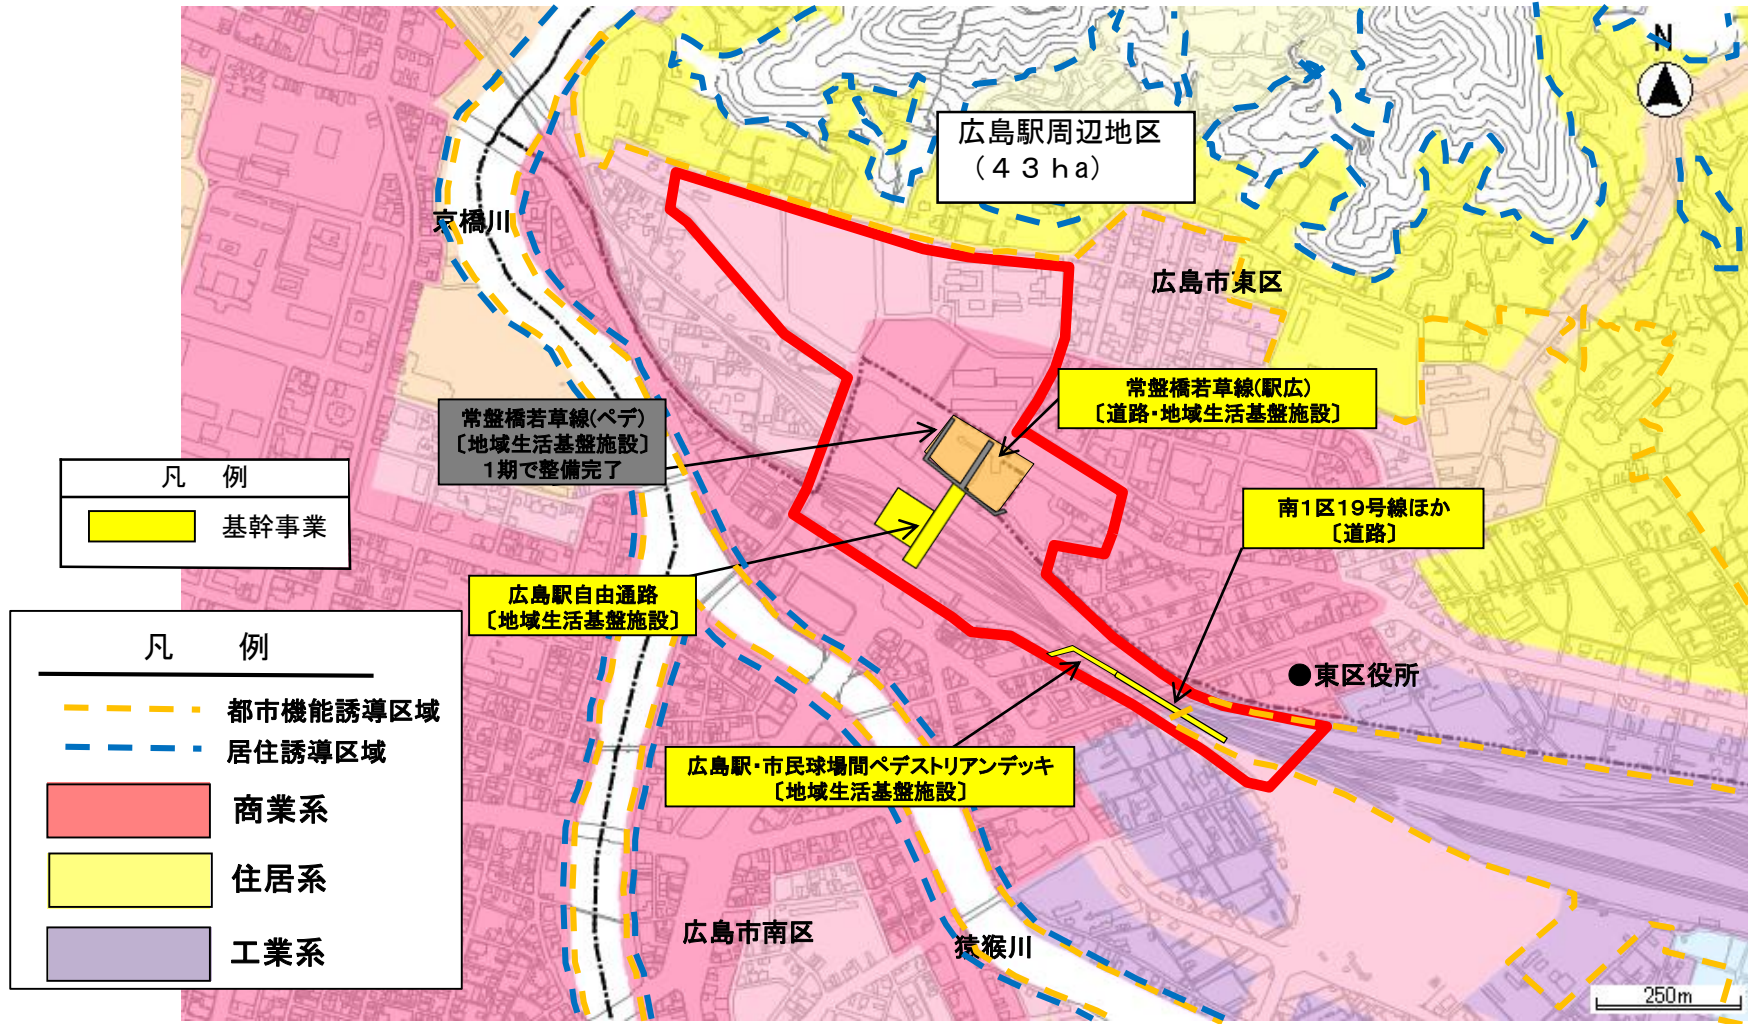 N
広島駅周辺地区
(43ha)
京橋川
広島市東区
常盤橋若草線(駅広)
〔道路・地域生活基盤施設〕
常盤橋若草線(ペデ)
〔地域生活基盤施設〕
1期で整備完了
凡 例
基幹事業
南1区19号線ほか
〔道路〕
広島駅自由通路
〔地域生活基盤施設〕
凡 例
都市機能誘導区域
居住誘導区域
商業系
住居系
工業系
●東区役所
広島駅・市民球場間ペデストリアンデッキ
〔地域生活基盤施設〕
広島市南区
猿猴川
250m